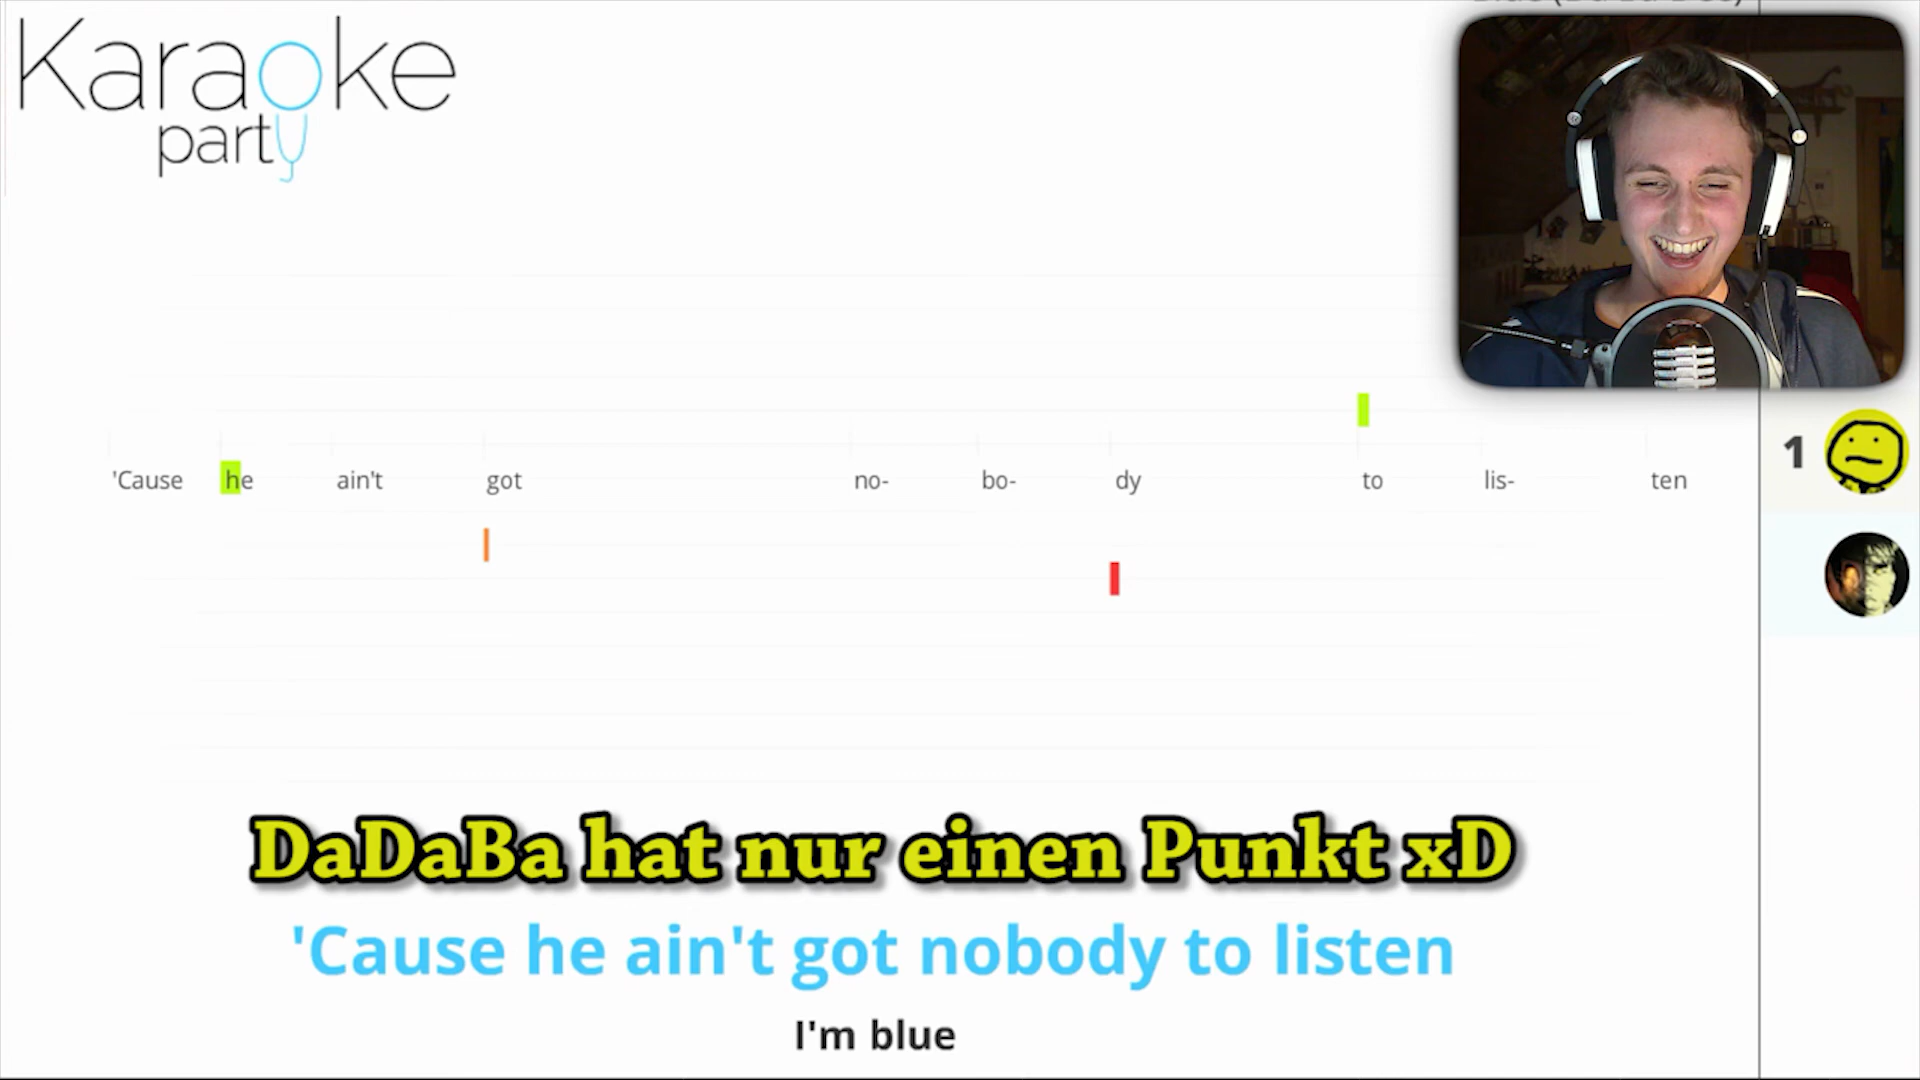 Karaoke
party
1
'Cause he ain't got no- bo- dy to lis- ten
DaDaBa hat nur einen Punkt xD
'Cause he ain't got nobody to listen
I'm blue